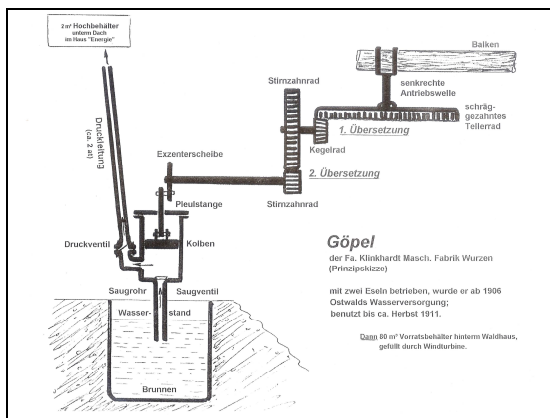 2 m³ Hochbehälter
unterm Dach
im Haus "Energie"
Balken
senkrechte
Antriebswelle
Stirnzahnrad
schräg-
gezahntes
Tellerrad
1. Übersetzung
Kegelrad
Druckleitung
(ca. 2 at)
Exzenterscheibe
2. Übersetzung
Pleulstange
Stirnzahnrad
Druckventil
Kolben
Göpel
der Fa. Klinkhardt Masch. Fabrik Wurzen
(Prinzipskizze)
Saugrohr
Saugventil
mit zwei Eseln betrieben, wurde er ab 1906
Ostwalds Wasserversorgung;
benutzt bis ca. Herbst 1911.
Wasser-
stand
Dann 80 m³ Vorratsbehälter hinterm Waldhaus,
gefüllt durch Windturbine.
Brunnen